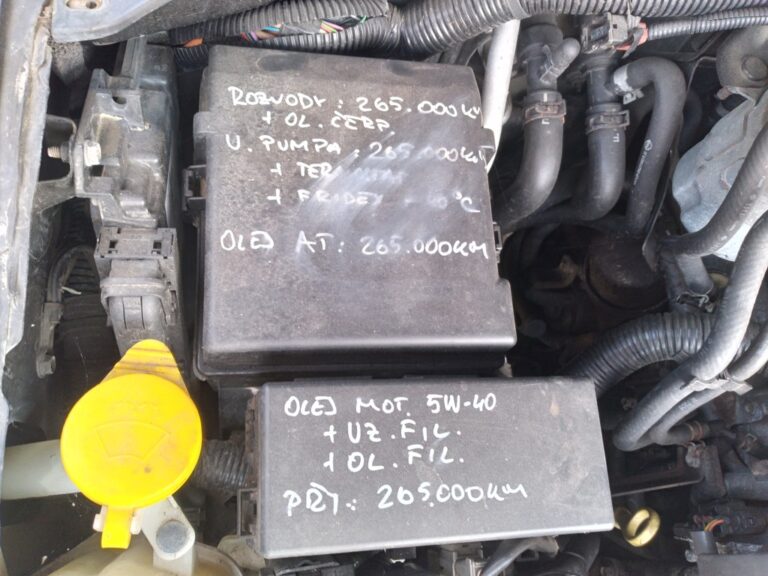 ROZVODY: 265.000KM
+ OL. ČERP.
V. PUMPA: 265.000KM
+ TERMOSTAT
+ FRIDEX - 40°C
OLEJ AT: 265.000KM
OLEJ MOT. 5W-40
+ VZ. FIL.
+ OL. FIL.
PŘI: 265.000KM